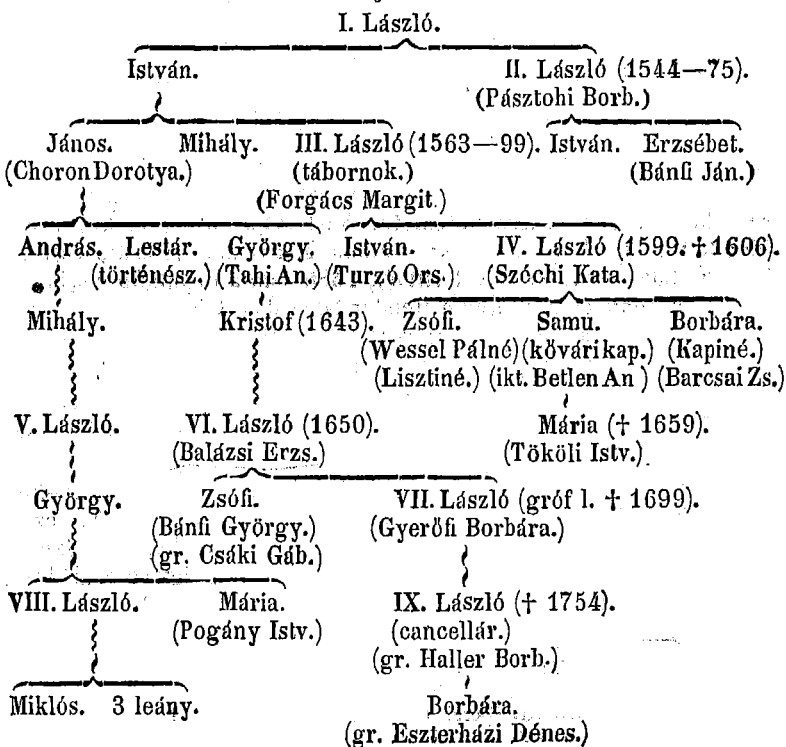 I. László.
István. II. László (1544—75).
(Pásztohi Borb.)
János. Mihály. III. László (1563—99). István. Erzsébet.
(Choron Dorotya.) (tábornok.) (Bánfi Ján.)
(Forgács Margit.)
András. Lestár. György. István. IV. László (1599. † 1606).
(történész.) (Tahi An.) (Turzó Ors.) (Széchi Kata.)
Mihály. Kristof (1643). Zsófi. Samu. Borbára.
(Wessel Pálné) (kővári kap.) (Kapiné.)
(Lisztiné.) (ikt. Betlen An ) (Barcsai Zs.)
V. László. VI. László (1650). Mária († 1659).
(Balázsi Erzs.) (Tököli Istv.)
György. Zsófi. VII. László (gróf l. † 1699).
(Bánfi György.) (Gyerőfi Borbára.)
(gr. Csáki Gáb.)
VIII. László. Mária. IX. László († 1754).
(Pogány Istv.) (cancellár.)
(gr. Haller Borb.)
Miklós. 3 leány. Borbára.
(gr. Eszterházi Dénes.)